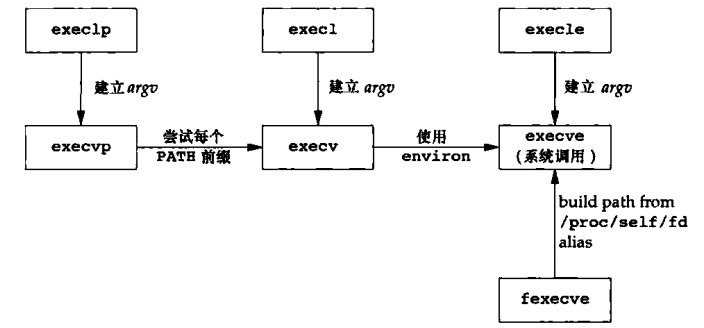 execlp
execl
execle
建立 argv
建立 argv
建立 argv
execvp
尝试每个
PATH 前缀
execv
使用
environ
execve
(系统调用)
build path from
/proc/self/fd
alias
fexecve